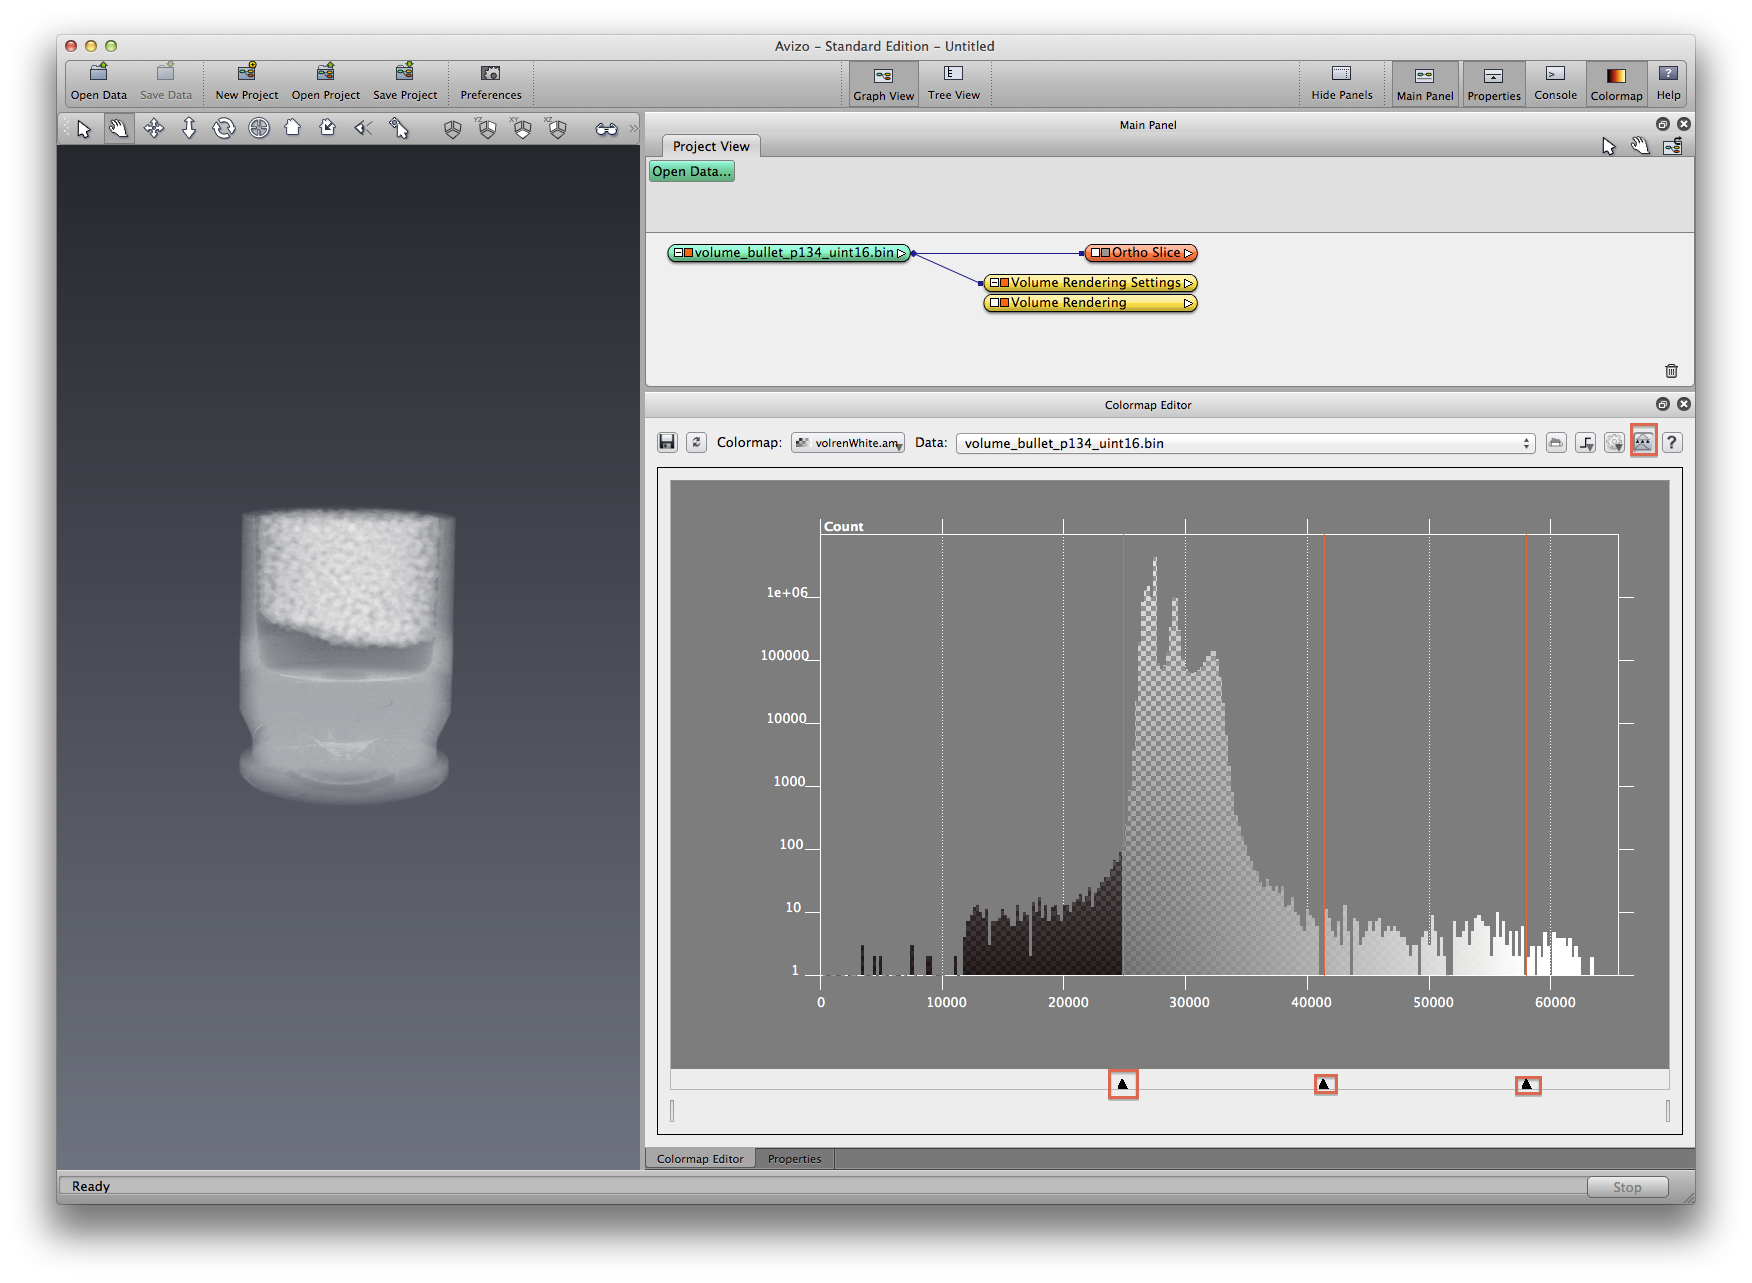 Avizo – Standard Edition – Untitled
Open Data Save Data New Project Open Project Save Project Preferences Graph View Tree View Hide Panels Main Panel Properties Console Colormap Help
YZ XY XZ »
Main Panel
Project View
Open Data...
volume_bullet_p134_uint16.bin Ortho Slice
Volume Rendering Settings
Volume Rendering
Colormap Editor
Colormap: volrenWhite.am Data: volume_bullet_p134_uint16.bin ?
Count
1e+06
100000
10000
1000
100
10
1
0 10000 20000 30000 40000 50000 60000
Colormap Editor Properties
Ready Stop